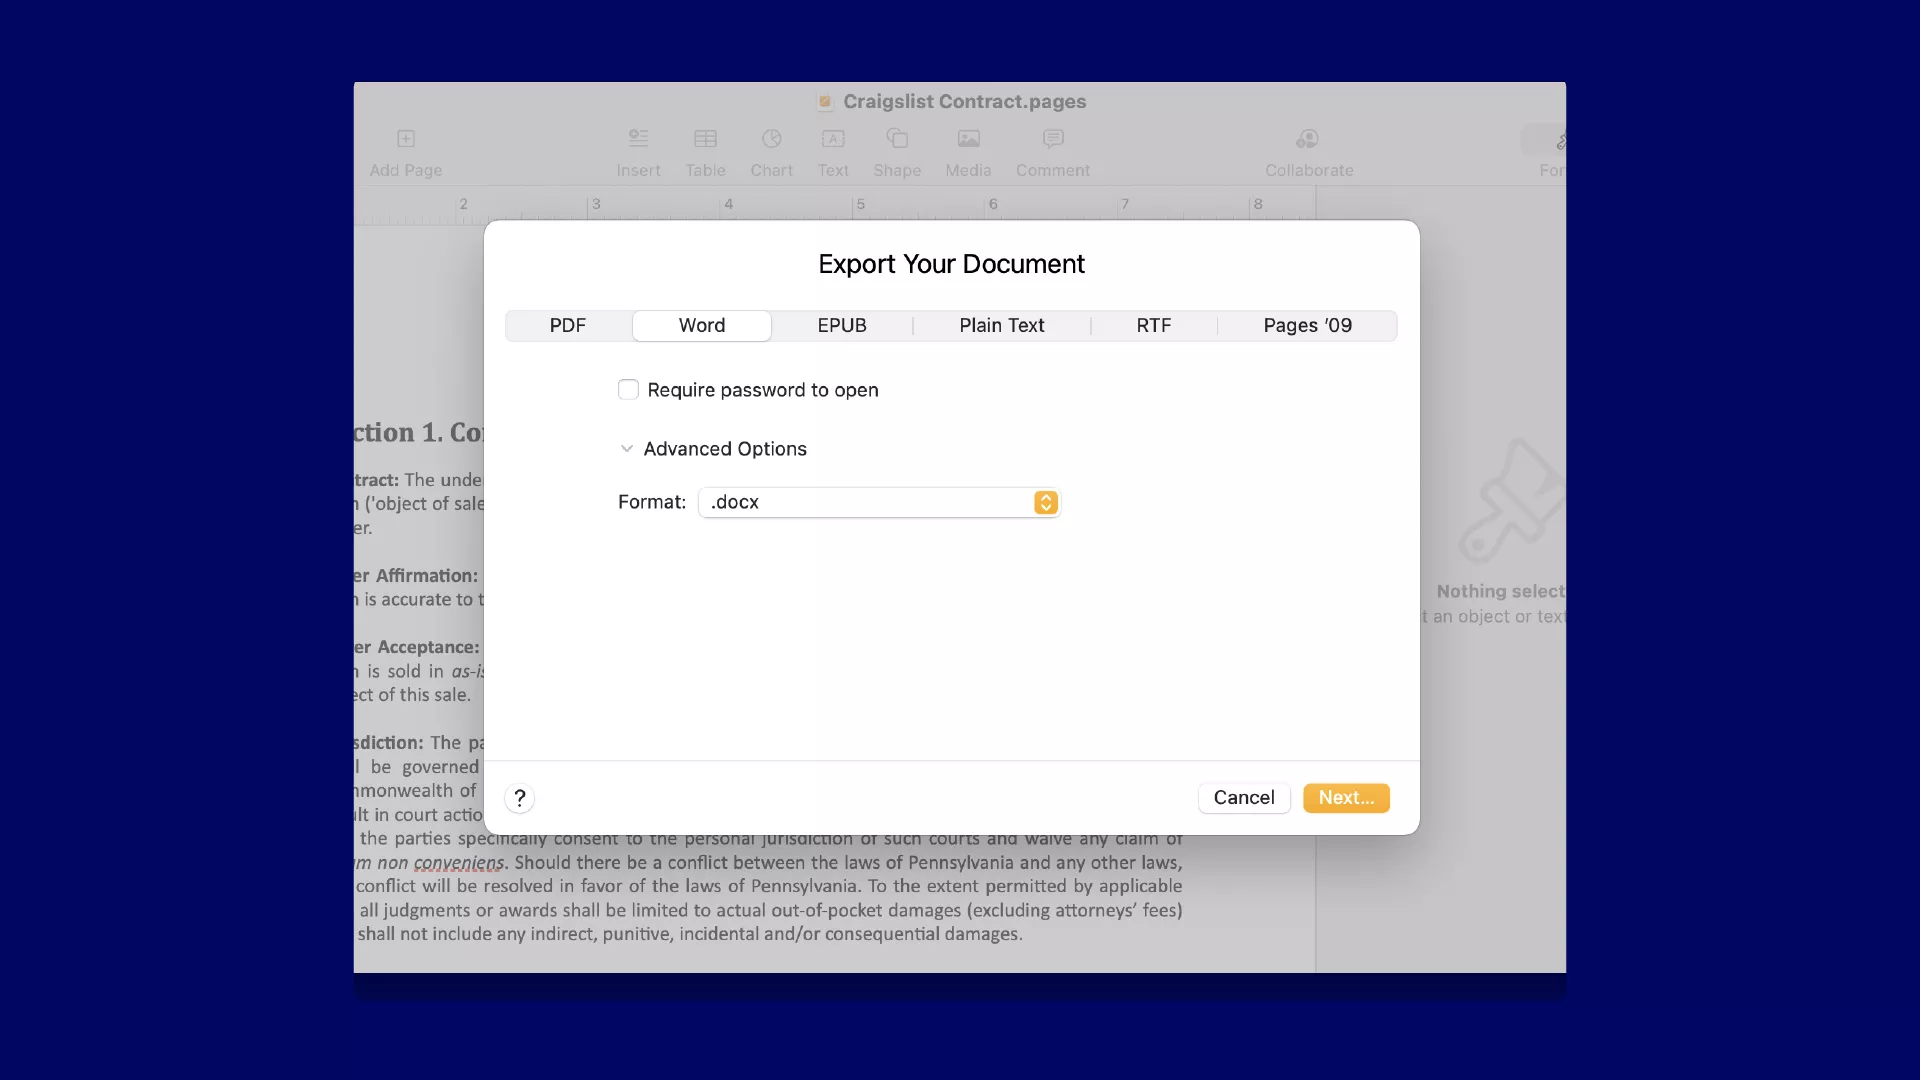 Craigslist Contract.pages
Add Page
Insert
Table
Chart
Text
Shape
Media
Comment
Collaborate
For
2 3 4 5 6 7 8
Export Your Document
PDF
Word
EPUB
Plain Text
RTF
Pages ’09
Require password to open
Advanced Options
Format: .docx
?
Cancel
Next...
ction 1. Co
tract: The unde
n ('object of sale
er.
er Affirmation:
n is accurate to t
er Acceptance:
n is sold in as-is
ect of this sale.
sdiction: The pa
l be governed
nmonwealth of
ılt in court actio
the parties specifically consent to the personal jurisdiction of such courts and waive any claim of
m non conveniens. Should there be a conflict between the laws of Pennsylvania and any other laws,
conflict will be resolved in favor of the laws of Pennsylvania. To the extent permitted by applicable
all judgments or awards shall be limited to actual out-of-pocket damages (excluding attorneys’ fees)
shall not include any indirect, punitive, incidental and/or consequential damages.
Nothing select
t an object or text